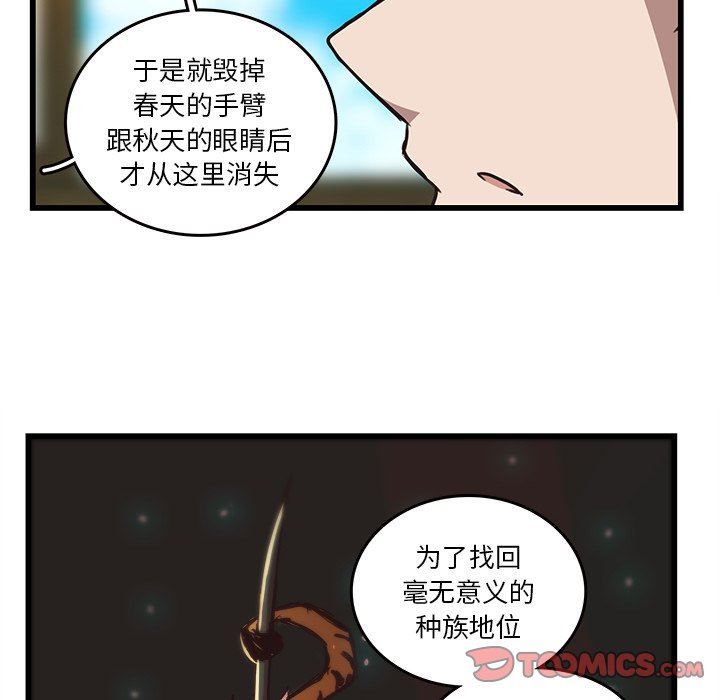 于是就毁掉
春天的手臂
跟秋天的眼睛后
才从这里消失
为了找回
毫无意义的
种族地位
TOOMICS.COM